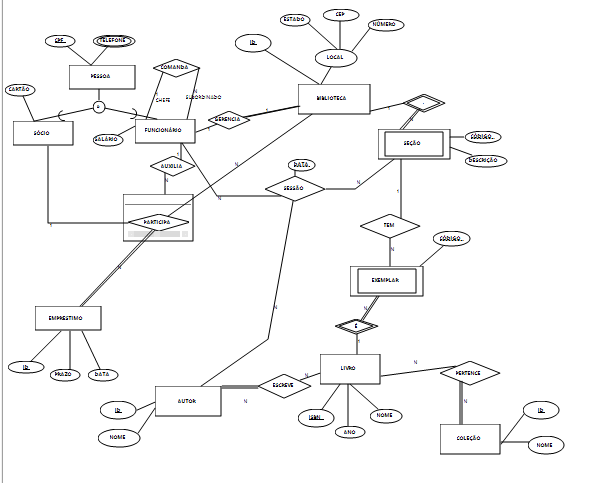 ESTADO
CEP
NÚMERO
CPF
TELEFONE
ID
LOCAL
COMANDA
PESSOA
CARTÃO
CHEFE
N
BIBLIOTECA
GERENCIA
SÓCIO
FUNCIONÁRIO
SALÁRIO
N
CÓDIGO
SEÇÃO
DESCRIÇÃO
AUXILIA
N
DATA
N
SESSÃO
N
N
PARTICIPA
TEM
CÓDIGO
N
N
EXEMPLAR
EMPRESTIMO
N
N
É
LIVRO
N
ID
PRAZO
DATA
N
ESCREVE
PERTENCE
AUTOR
N
N
ID
NOME
ISBN
ANO
NOME
ID
COLEÇÃO
NOME